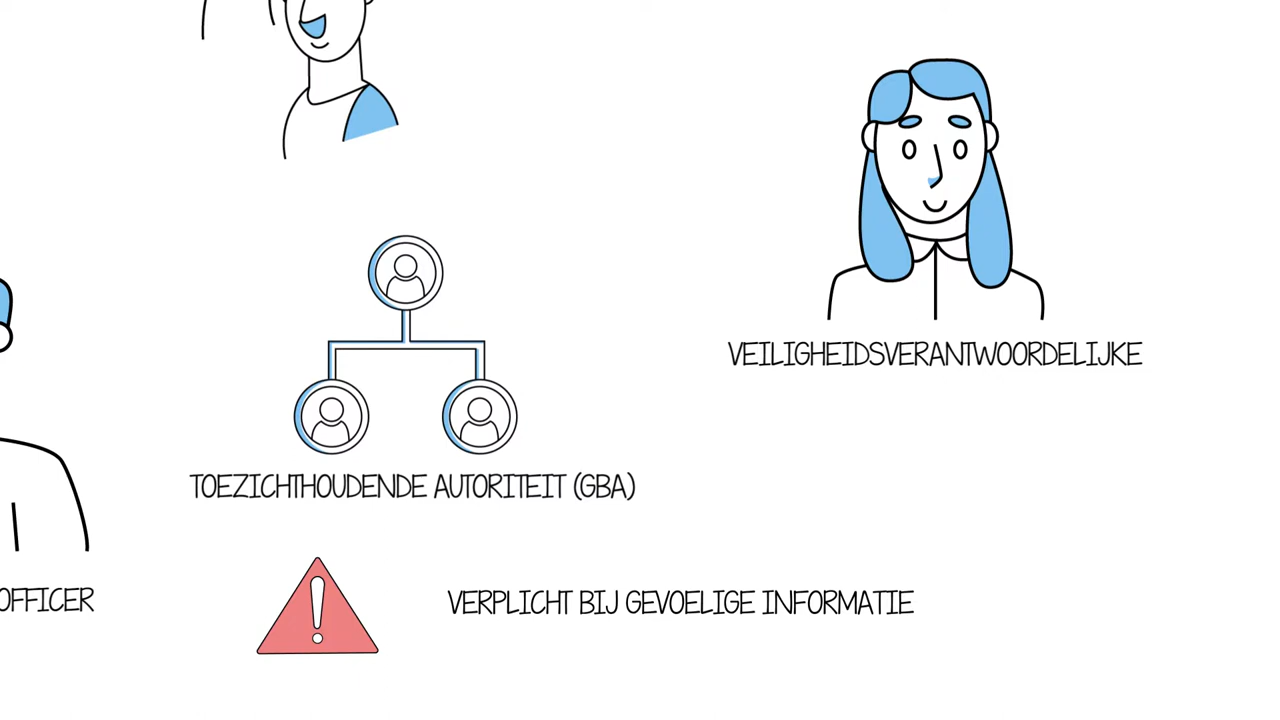 VEILIGHEIDSVERANTWOORDELIJKE
TOEZICHTHOUDENDE AUTORITEIT (GBA)
OFFICER
VERPLICHT BIJ GEVOELIGE INFORMATIE